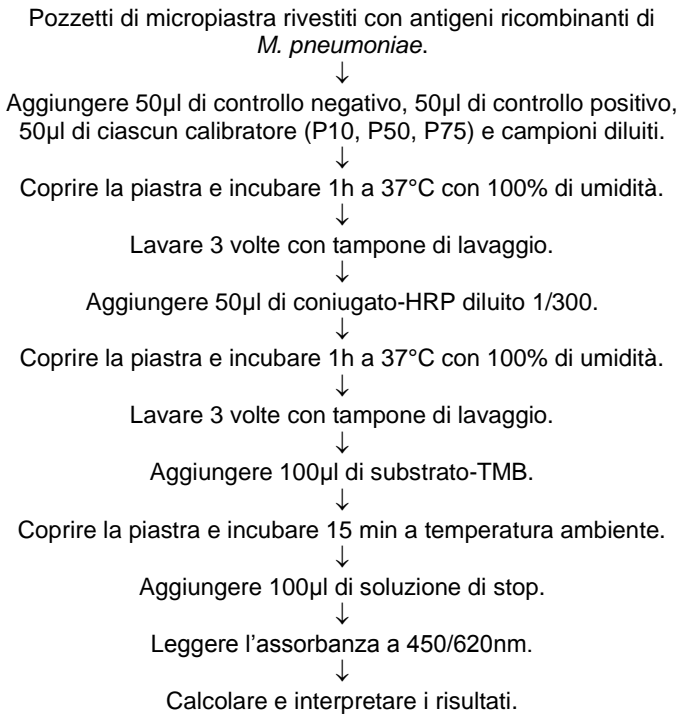 Pozzetti di micropiastra rivestiti con antigeni ricombinanti di
M. pneumoniae.
↓
Aggiungere 50µl di controllo negativo, 50µl di controllo positivo,
50µl di ciascun calibratore (P10, P50, P75) e campioni diluiti.
↓
Coprire la piastra e incubare 1h a 37°C con 100% di umidità.
↓
Lavare 3 volte con tampone di lavaggio.
↓
Aggiungere 50µl di coniugato-HRP diluito 1/300.
↓
Coprire la piastra e incubare 1h a 37°C con 100% di umidità.
↓
Lavare 3 volte con tampone di lavaggio.
↓
Aggiungere 100µl di substrato-TMB.
↓
Coprire la piastra e incubare 15 min a temperatura ambiente.
↓
Aggiungere 100µl di soluzione di stop.
↓
Leggere l’assorbanza a 450/620nm.
↓
Calcolare e interpretare i risultati.